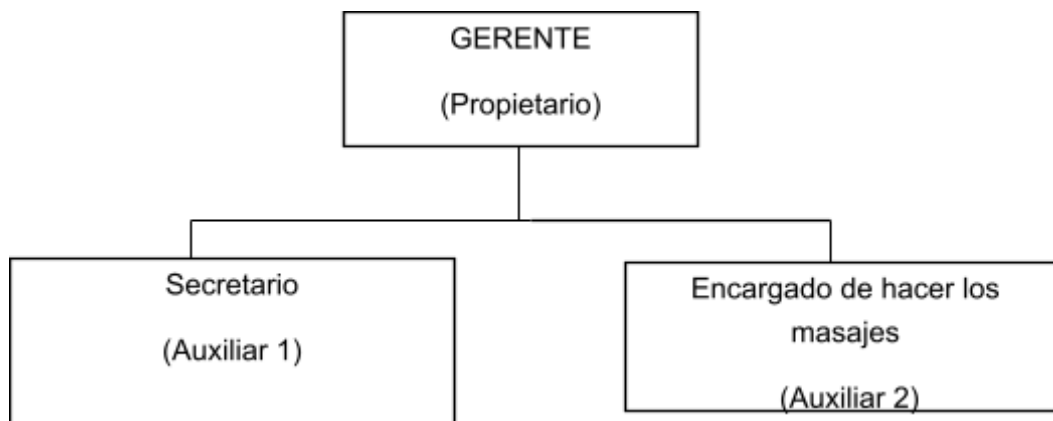 GERENTE
(Propietario)
Secretario
(Auxiliar 1)
Encargado de hacer los
masajes
(Auxiliar 2)